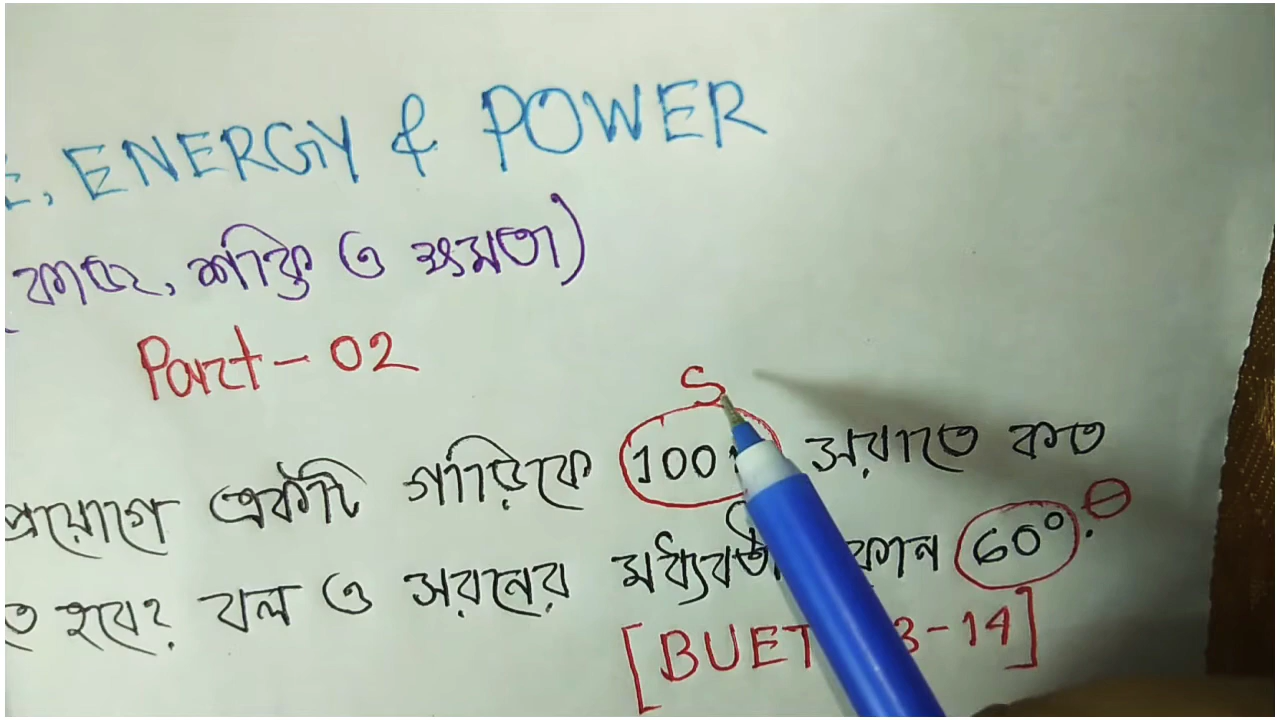 , ENERGY & POWER
কাজ, শক্তি ও ক্ষমতা)
Part - 02
S
প্রয়োগে একটি গাড়িকে 100 সরাতে কত
হবে? বল ও সরনের মধ্যবর্তী কোন 60°. θ
[BUET 3-14]